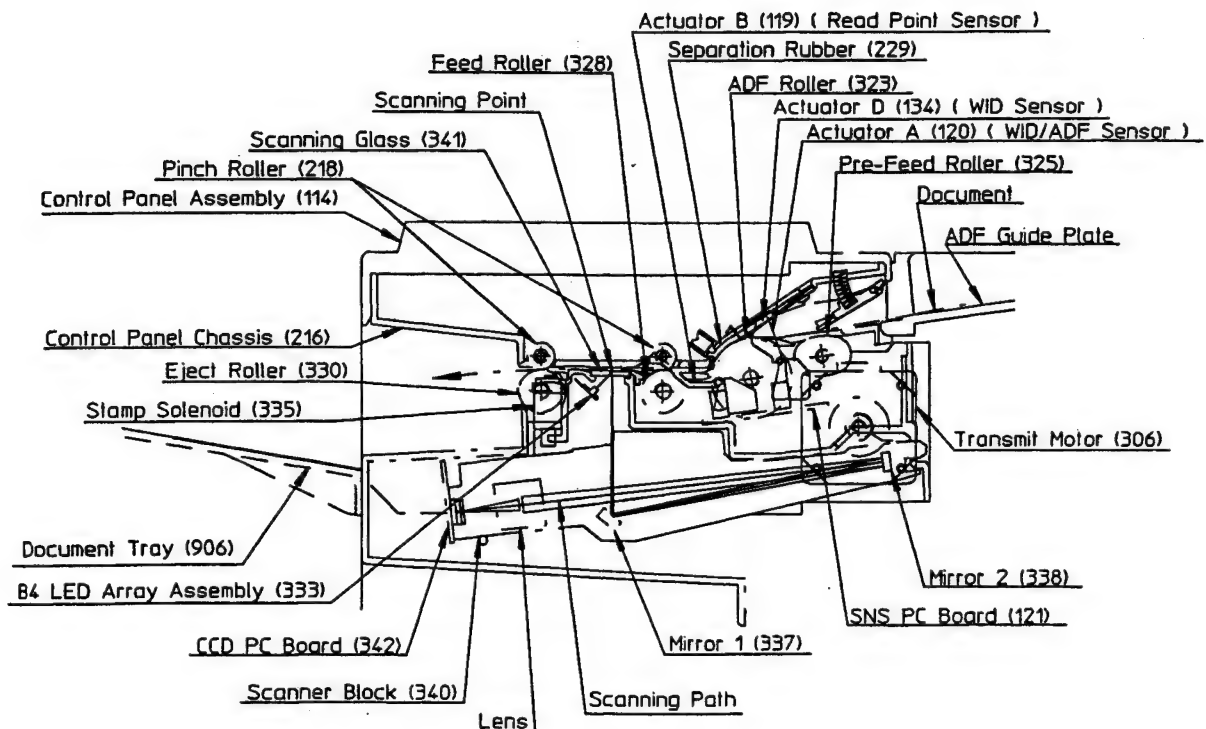 Actuator B (119) ( Read Point Sensor )
Separation Rubber (229)
Feed Roller (328)
ADF Roller (323)
Scanning Point
Actuator D (134) ( WID Sensor )
Scanning Glass (341)
Actuator A (120) ( WID/ADF Sensor )
Pinch Roller (218)
Pre-Feed Roller (325)
Control Panel Assembly (114)
Document
ADF Guide Plate
Control Panel Chassis (216)
Eject Roller (330)
Stamp Solenoid (335)
Transmit Motor (306)
Document Tray (906)
B4 LED Array Assembly (333)
Mirror 2 (338)
SNS PC Board (121)
CCD PC Board (342)
Mirror 1 (337)
Scanner Block (340)
Scanning Path
Lens